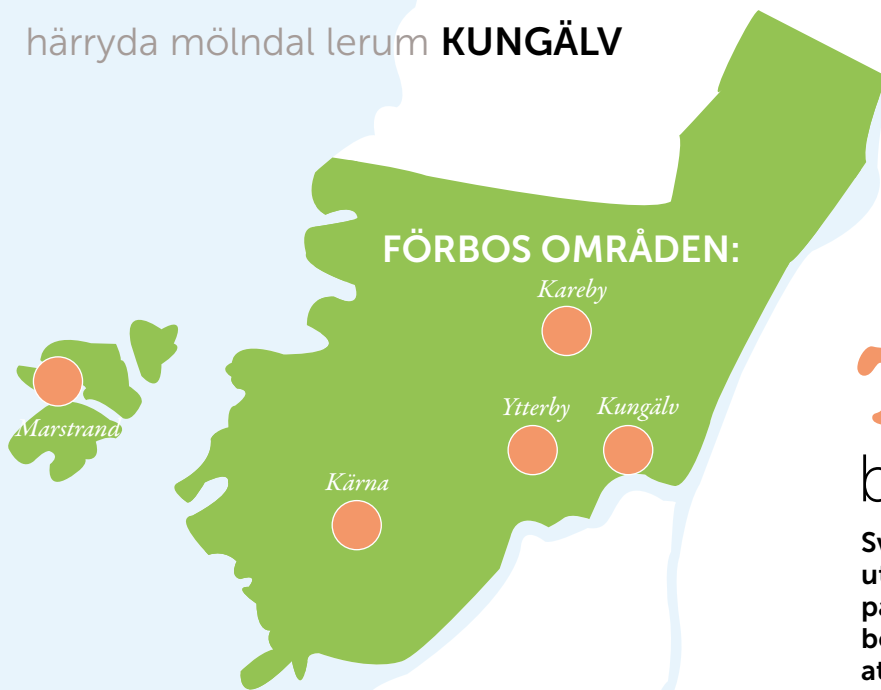 härryda mölndal lerum KUNGÄLV
FÖRBOS OMRÅDEN:
Kareby
Ytterby Kungälv
Marstrand
Kärna